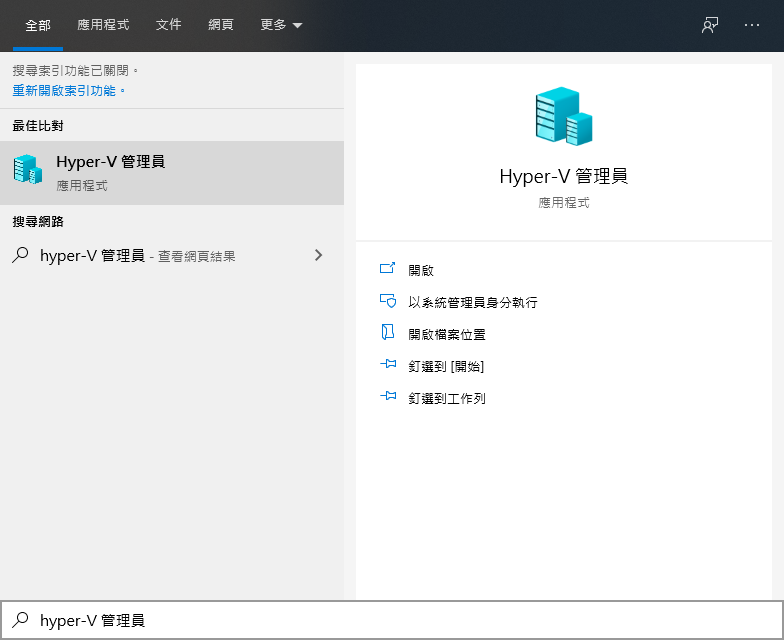 全部 應用程式 文件 網頁 更多
搜尋索引功能已關閉。
重新開啟索引功能。
最佳比對
Hyper-V 管理員
應用程式
搜尋網路
hyper-V 管理員 - 查看網頁結果
Hyper-V 管理員
應用程式
開啟
以系統管理員身分執行
開啟檔案位置
釘選到 [開始]
釘選到工作列
hyper-V 管理員